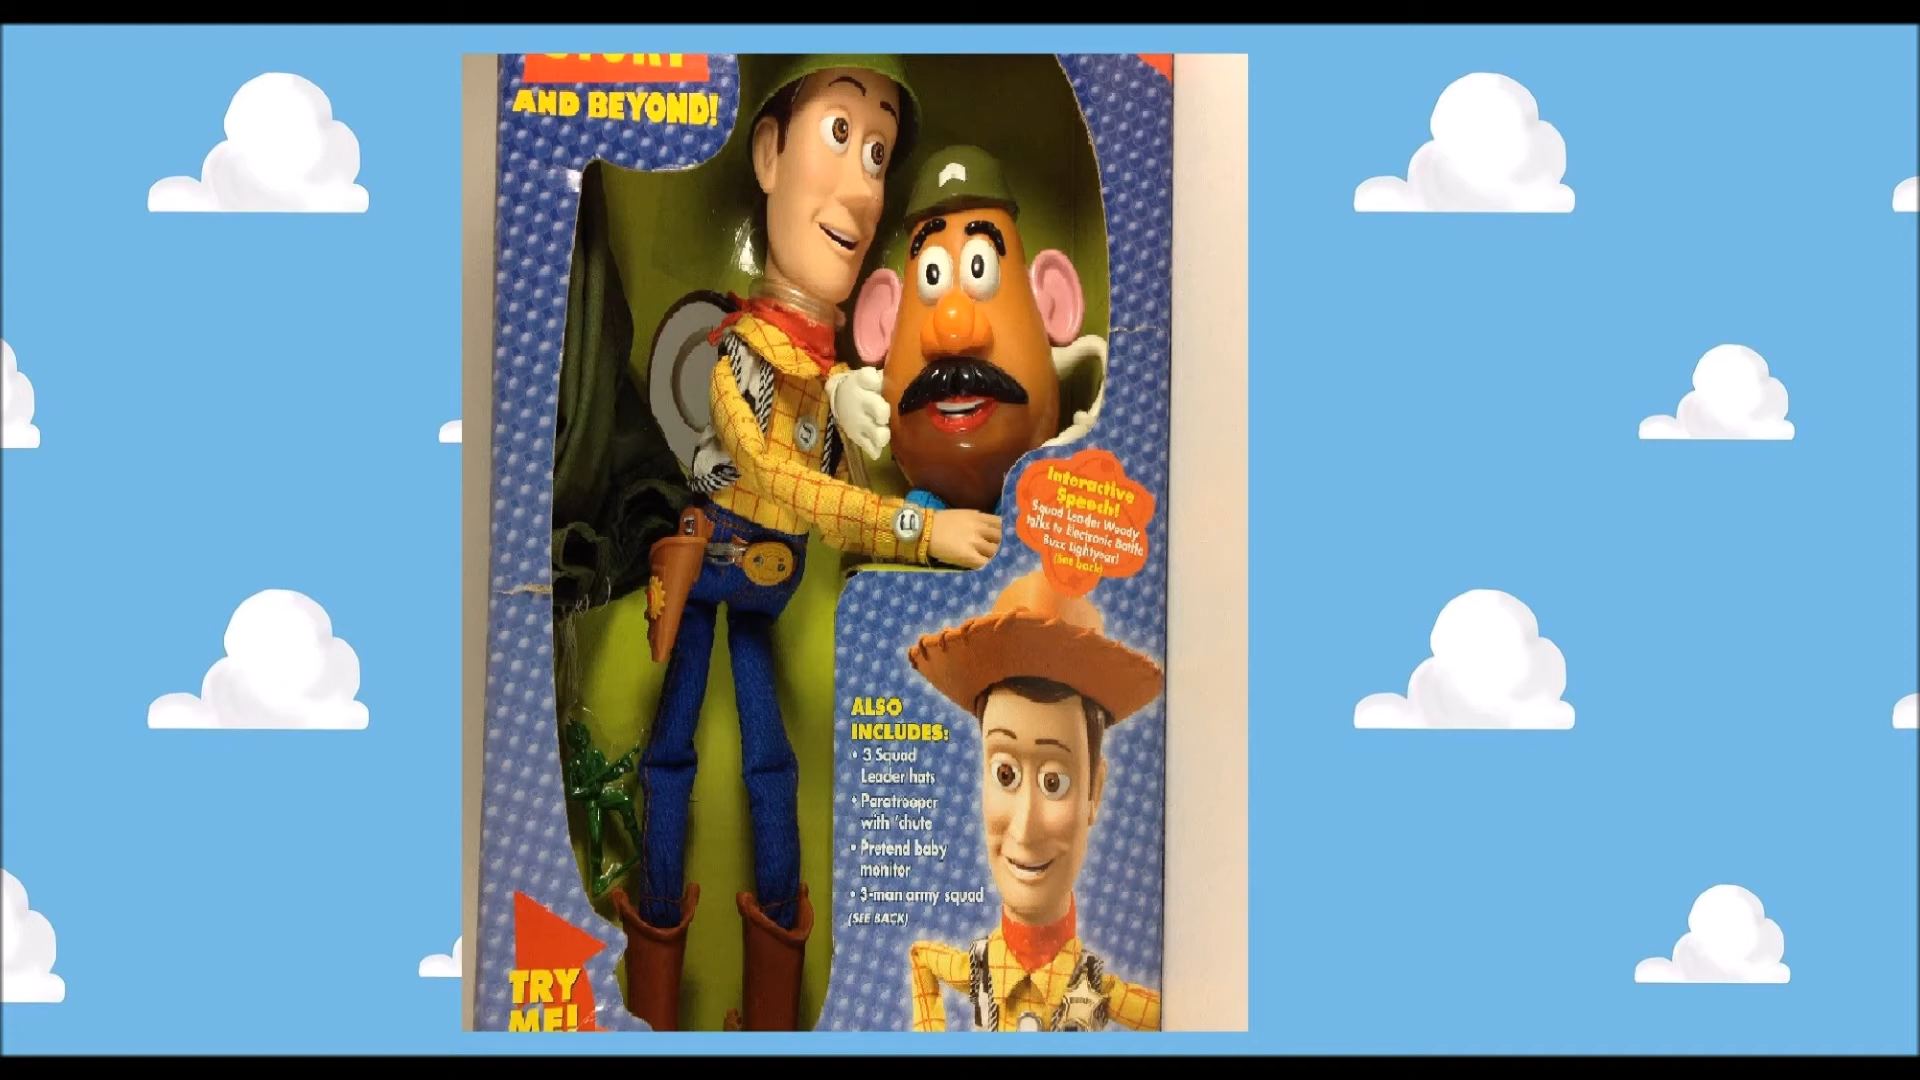 STORY
AND BEYOND!
Interactive
Speech!
Squad Leader Woody
talks to Electronic Battle
Buzz Lightyear!
(See back)
ALSO
INCLUDES:
• 3 Squad
Leader hats
• Paratrooper
with 'chute
• Pretend baby
monitor
• 3-man army squad
(SEE BACK)
TRY
ME!